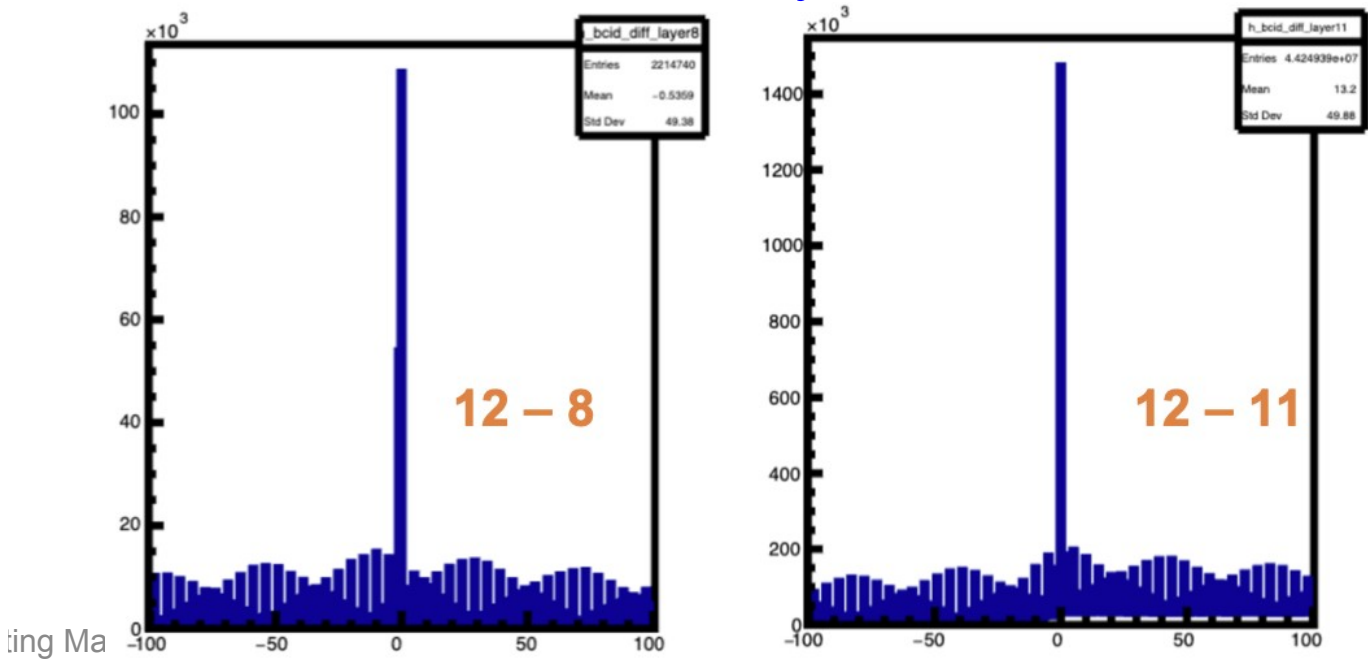 ×10³
_bcid_diff_layer8
Entries 2214740
Mean −0.5359
Std Dev 49.38
100
80
60
40
20
0
12 – 8
−100
−50
0
50
100
×10³
h_bcid_diff_layer11
Entries 4.424939e+07
Mean 13.2
Std Dev 49.88
1400
1200
1000
800
600
400
200
0
12 – 11
−100
−50
0
50
100
ting Ma